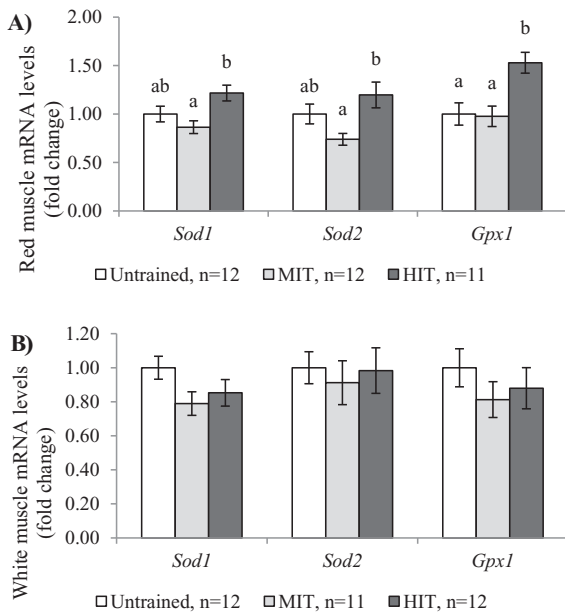 A)
Red muscle mRNA levels
(fold change)
2.00
1.50
1.00
0.50
0.00
ab a b
ab a b
a a b
Sod1 Sod2 Gpx1
Untrained, n=12 MIT, n=12 HIT, n=11
B)
White muscle mRNA levels
(fold change)
1.20
1.00
0.80
0.60
0.40
0.20
0.00
Sod1 Sod2 Gpx1
Untrained, n=12 MIT, n=11 HIT, n=12